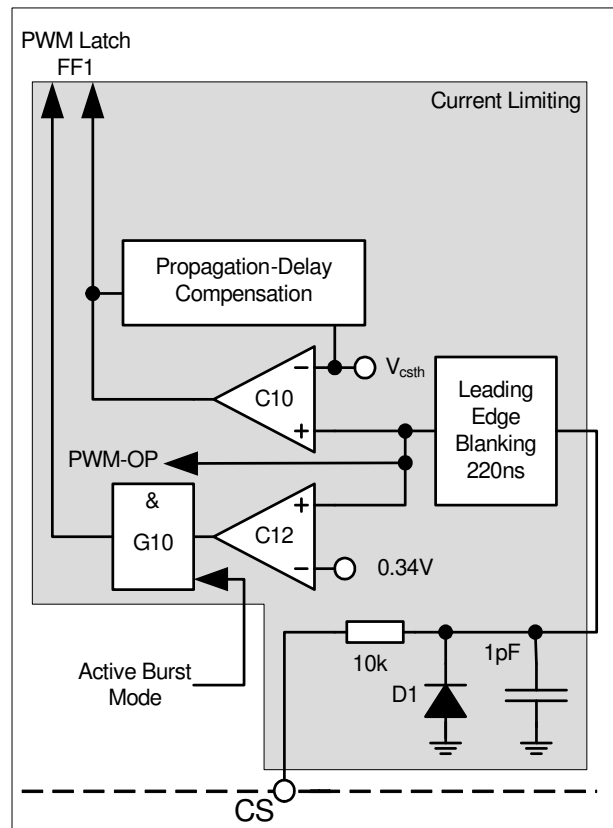 PWM Latch
FF1
Current Limiting
Propagation-Delay
Compensation
−
Vcsth
C10
+
Leading
Edge
Blanking
220ns
PWM-OP
&
G10
+
C12
−
0.34V
10k
1pF
D1
Active Burst
Mode
CS